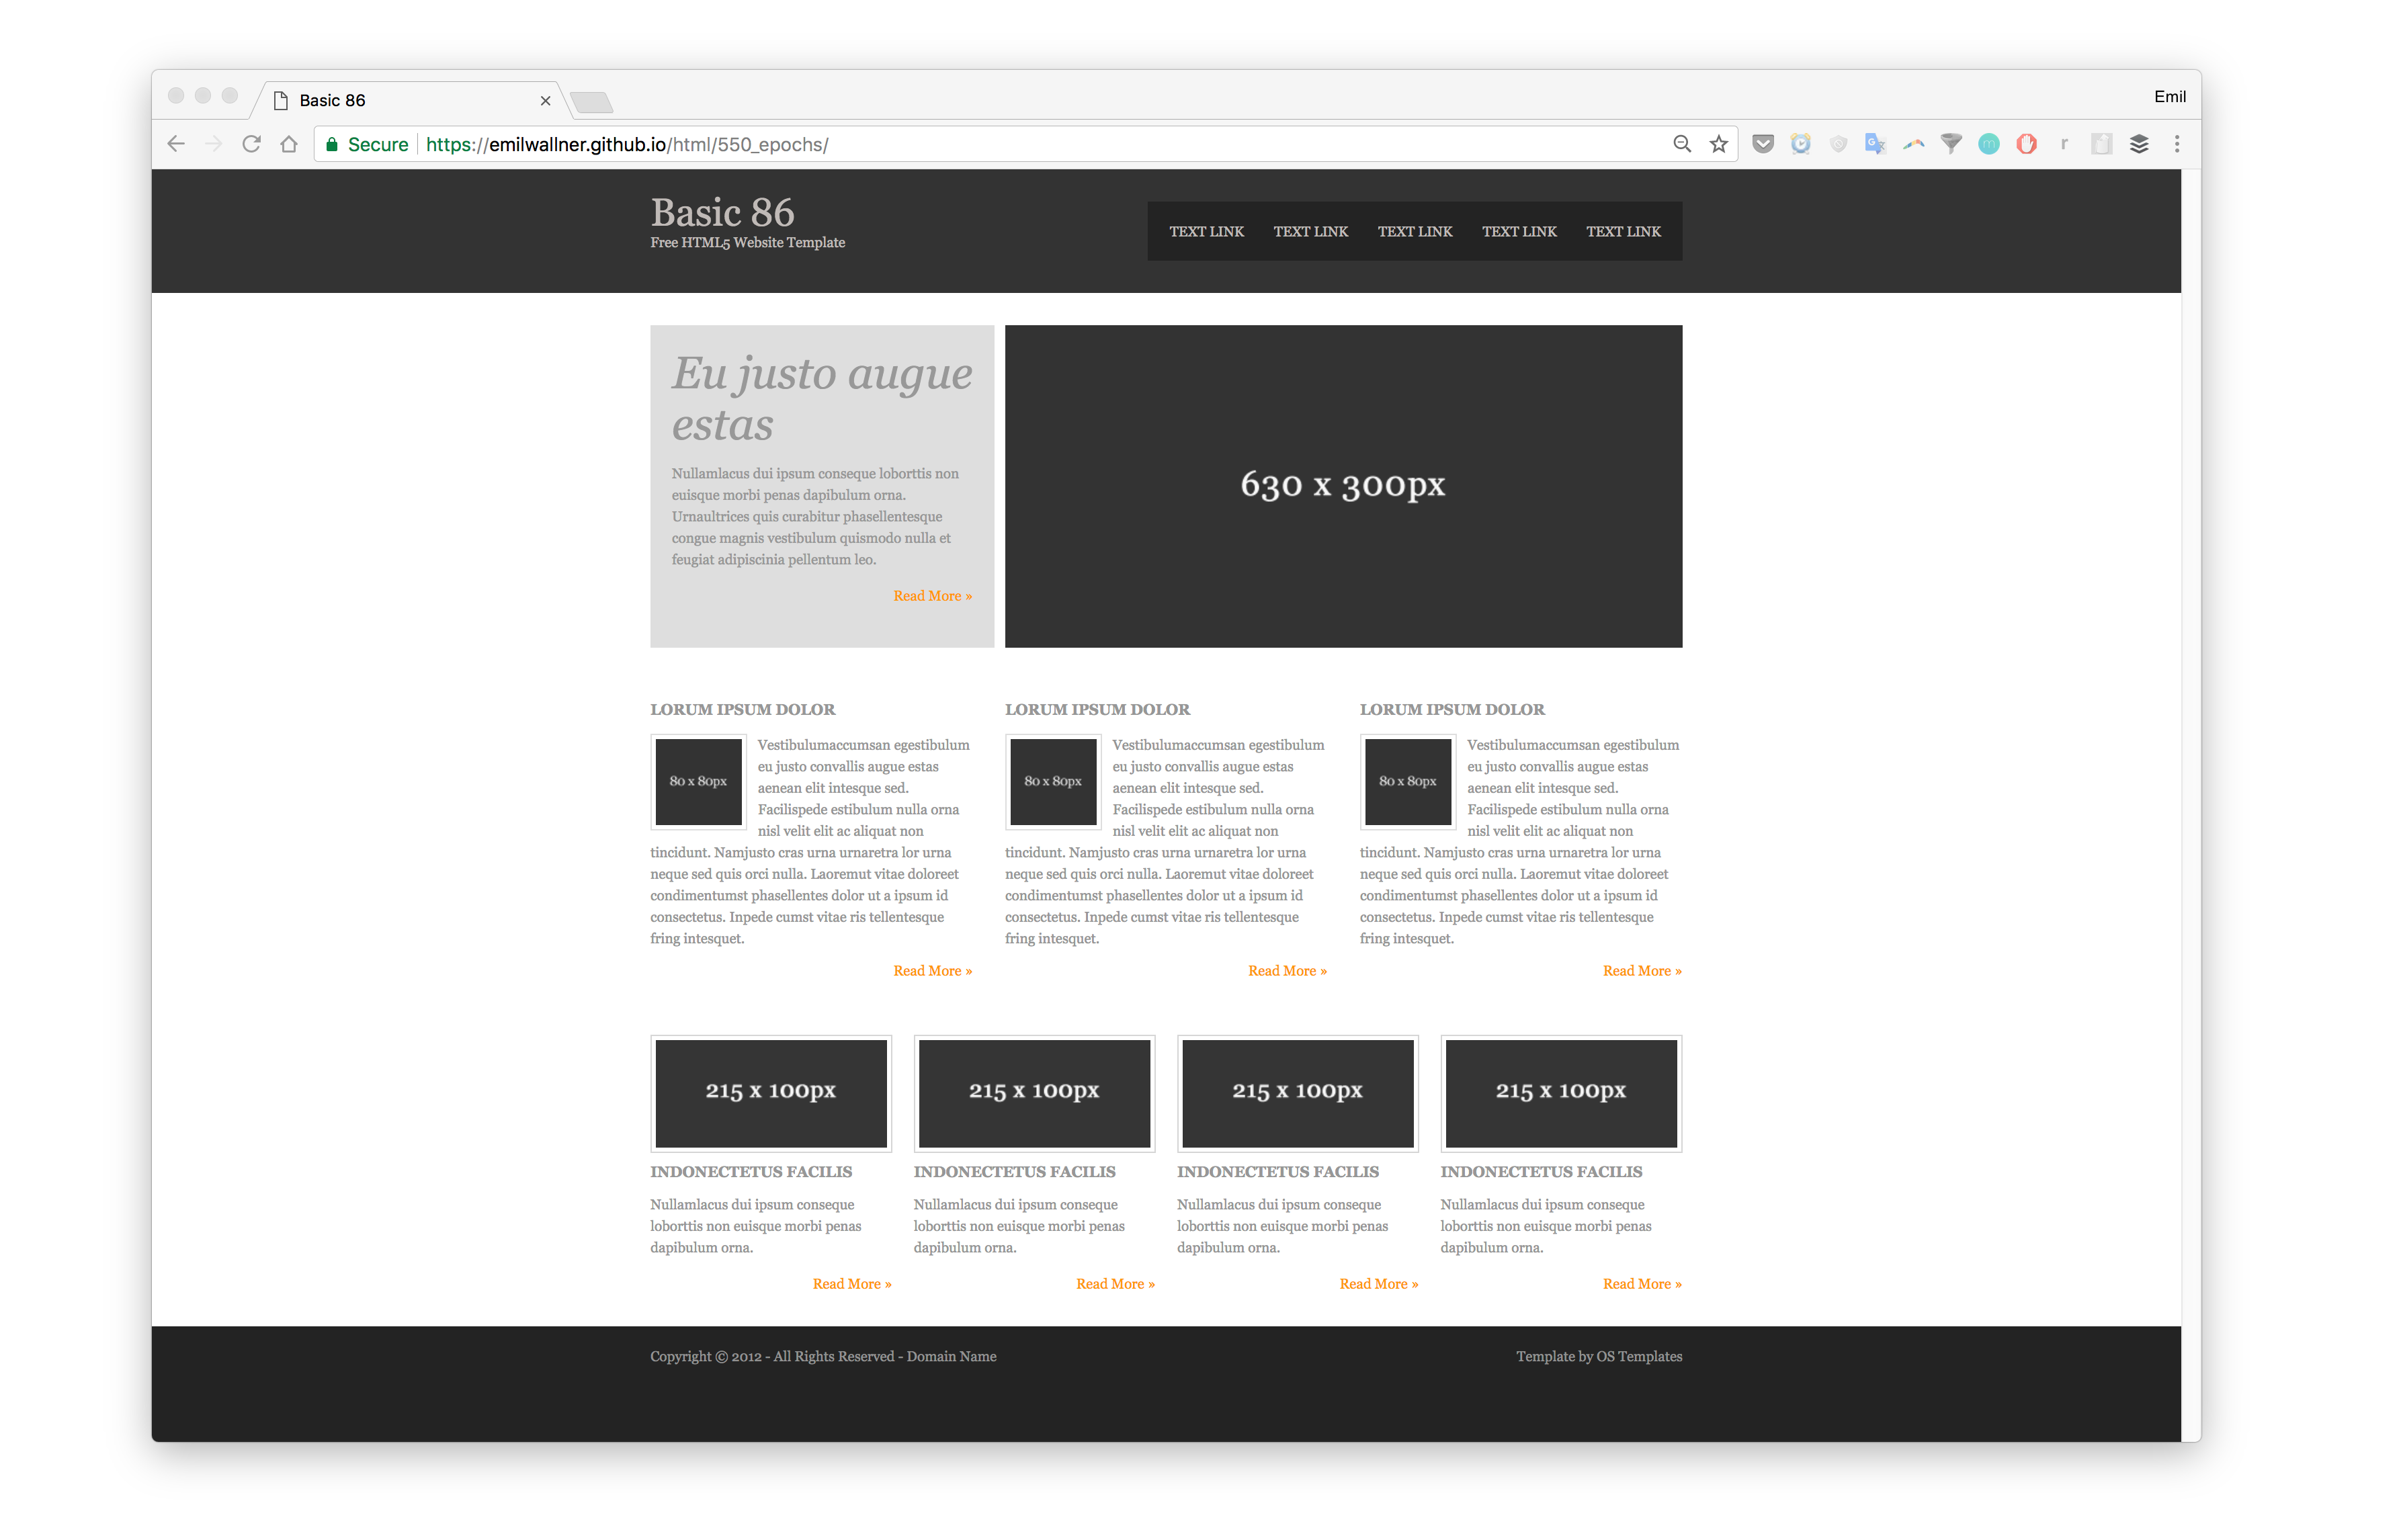 Basic 86
Emil
Secure https://emilwallner.github.io/html/550_epochs/
Basic 86
Free HTML5 Website Template
TEXT LINK TEXT LINK TEXT LINK TEXT LINK TEXT LINK
Eu justo augue
estas
Nullamlacus dui ipsum conseque loborttis non
euisque morbi penas dapibulum orna.
Urnaultrices quis curabitur phasellentesque
congue magnis vestibulum quismodo nulla et
feugiat adipiscinia pellentum leo.
Read More »
630 x 300px
LORUM IPSUM DOLOR
80 x 80px
Vestibulumaccumsan egestibulum
eu justo convallis augue estas
aenean elit intesque sed.
Facilispede estibulum nulla orna
nisl velit elit ac aliquat non
tincidunt. Namjusto cras urna urnaretra lor urna
neque sed quis orci nulla. Laoremut vitae doloreet
condimentumst phasellentes dolor ut a ipsum id
consectetus. Inpede cumst vitae ris tellentesque
fring intesquet.
Read More »
LORUM IPSUM DOLOR
80 x 80px
Vestibulumaccumsan egestibulum
eu justo convallis augue estas
aenean elit intesque sed.
Facilispede estibulum nulla orna
nisl velit elit ac aliquat non
tincidunt. Namjusto cras urna urnaretra lor urna
neque sed quis orci nulla. Laoremut vitae doloreet
condimentumst phasellentes dolor ut a ipsum id
consectetus. Inpede cumst vitae ris tellentesque
fring intesquet.
Read More »
LORUM IPSUM DOLOR
80 x 80px
Vestibulumaccumsan egestibulum
eu justo convallis augue estas
aenean elit intesque sed.
Facilispede estibulum nulla orna
nisl velit elit ac aliquat non
tincidunt. Namjusto cras urna urnaretra lor urna
neque sed quis orci nulla. Laoremut vitae doloreet
condimentumst phasellentes dolor ut a ipsum id
consectetus. Inpede cumst vitae ris tellentesque
fring intesquet.
Read More »
215 x 100px
INDONECTETUS FACILIS
Nullamlacus dui ipsum conseque
loborttis non euisque morbi penas
dapibulum orna.
Read More »
215 x 100px
INDONECTETUS FACILIS
Nullamlacus dui ipsum conseque
loborttis non euisque morbi penas
dapibulum orna.
Read More »
215 x 100px
INDONECTETUS FACILIS
Nullamlacus dui ipsum conseque
loborttis non euisque morbi penas
dapibulum orna.
Read More »
215 x 100px
INDONECTETUS FACILIS
Nullamlacus dui ipsum conseque
loborttis non euisque morbi penas
dapibulum orna.
Read More »
Copyright © 2012 - All Rights Reserved - Domain Name
Template by OS Templates